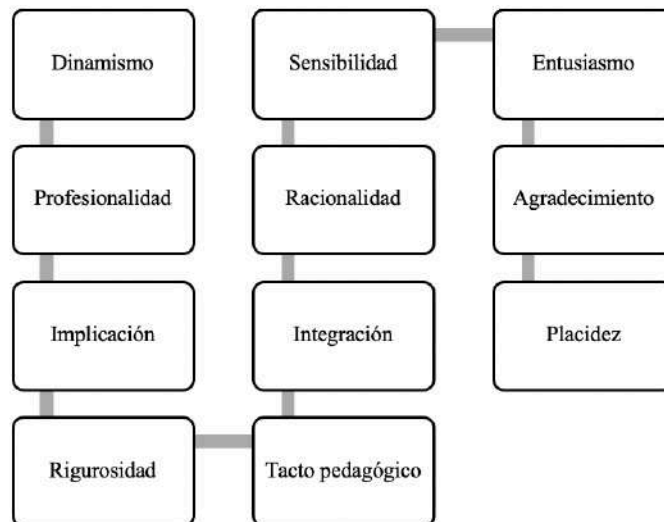 Dinamismo
Profesionalidad
Implicación
Rigurosidad
Tacto pedagógico
Integración
Racionalidad
Sensibilidad
Entusiasmo
Agradecimiento
Placidez